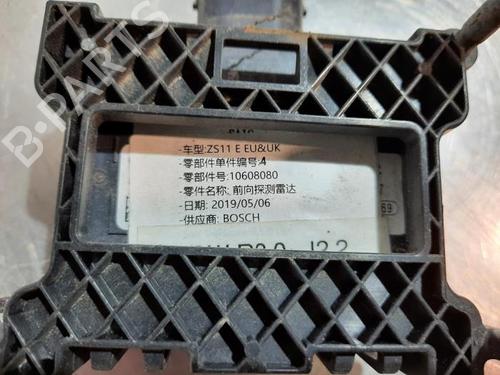 SAIC
-车型:ZS11 E EU&UK
-零部件单件编号:4
-零部件号:10608080
-零件名称: 前向探测雷达
-日期: 2019/05/06
-供应商: BOSCH
B-Parts